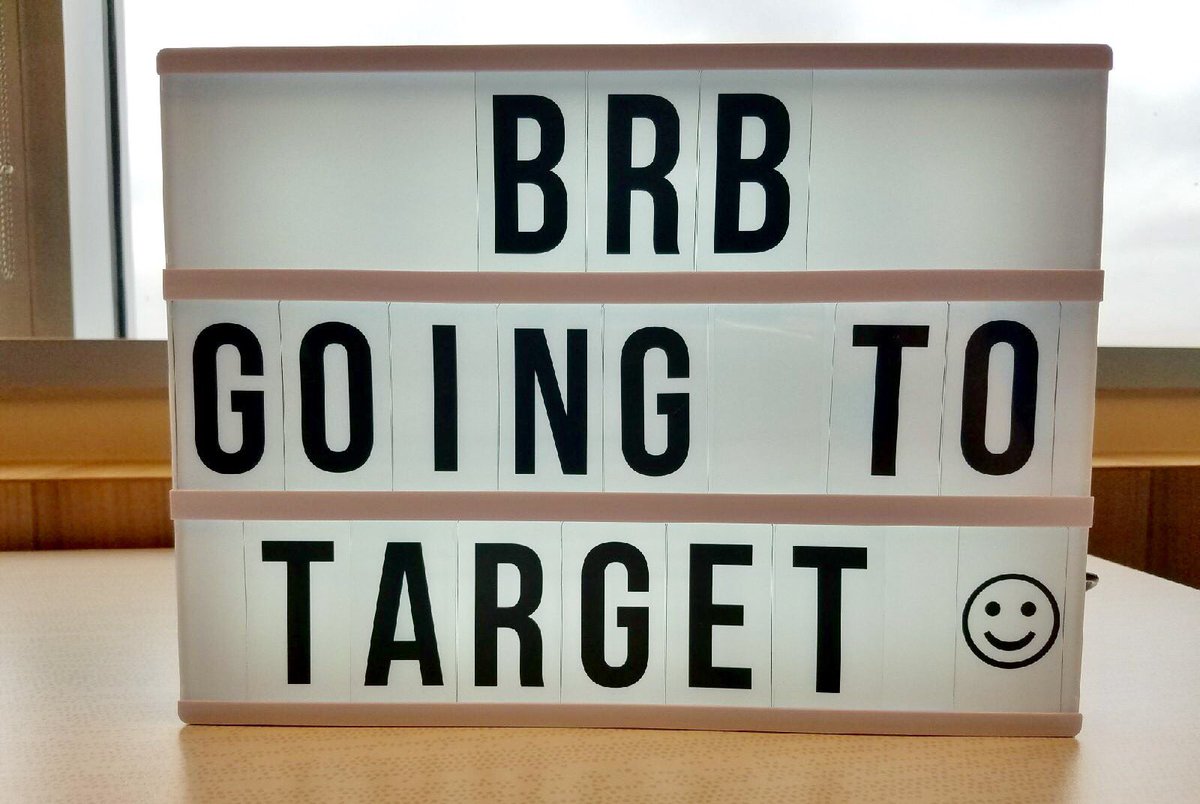 BRB
GOING TO
TARGET ☺